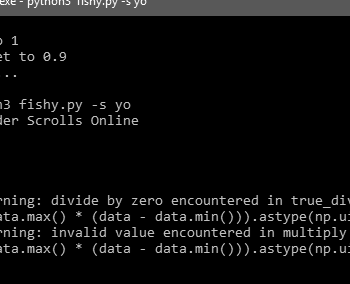 exe - python3 fishy.py -s yo
o 1
et to 0.9
...
n3 fishy.py -s yo
der Scrolls Online
rning: divide by zero encountered in true_div
ata.max() * (data - data.min())).astype(np.ui
rning: invalid value encountered in multiply
ata.max() * (data - data.min())).astype(np.ui